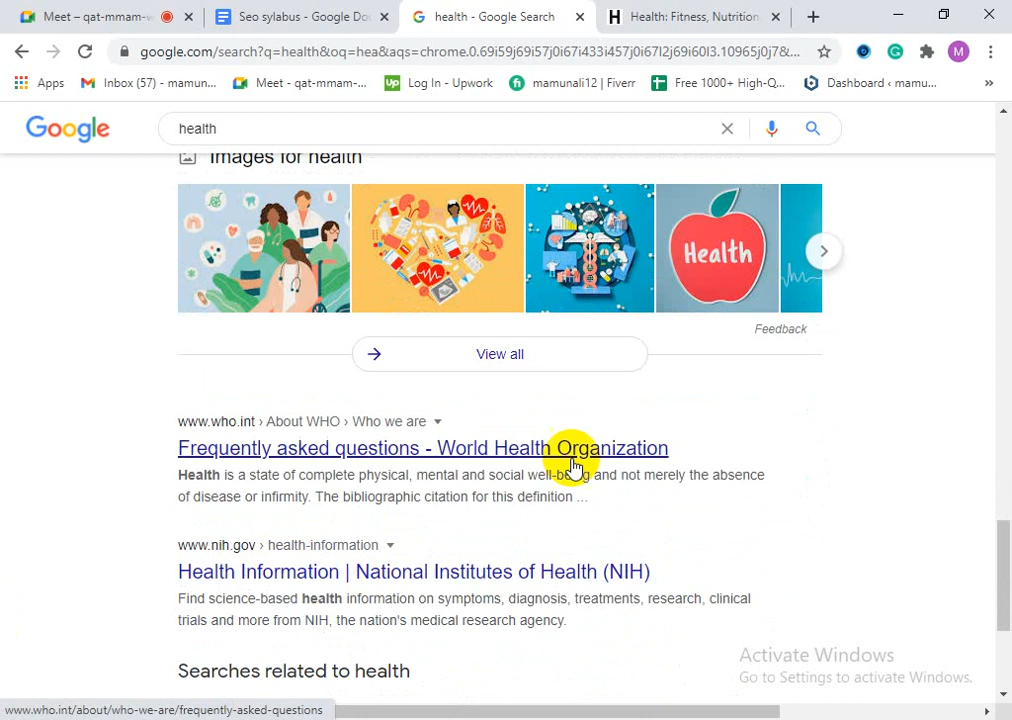 Meet – qat-mmam-w
Seo sylabus - Google Do
health - Google Search
Health: Fitness, Nutrition
google.com/search?q=health&oq=hea&aqs=chrome.0.69i59j69i57j0i67i433i457j0i67l2j69i60l3.10965j0j7&...
M
Apps
Inbox (57) - mamun...
Meet - qat-mmam-...
Up
Log In - Upwork
fi
mamunali12 | Fiverr
Free 1000+ High-Q...
Dashboard ‹ mamu...
»
Google
health
Images for health
Health
Feedback
View all
www.who.int › About WHO › Who we are
Frequently asked questions - World Health Organization
Health is a state of complete physical, mental and social well-being and not merely the absence
of disease or infirmity. The bibliographic citation for this definition ...
www.nih.gov › health-information
Health Information | National Institutes of Health (NIH)
Find science-based health information on symptoms, diagnosis, treatments, research, clinical
trials and more from NIH, the nation's medical research agency.
Activate Windows
Go to Settings to activate Windows.
Searches related to health
www.who.int/about/who-we-are/frequently-asked-questions